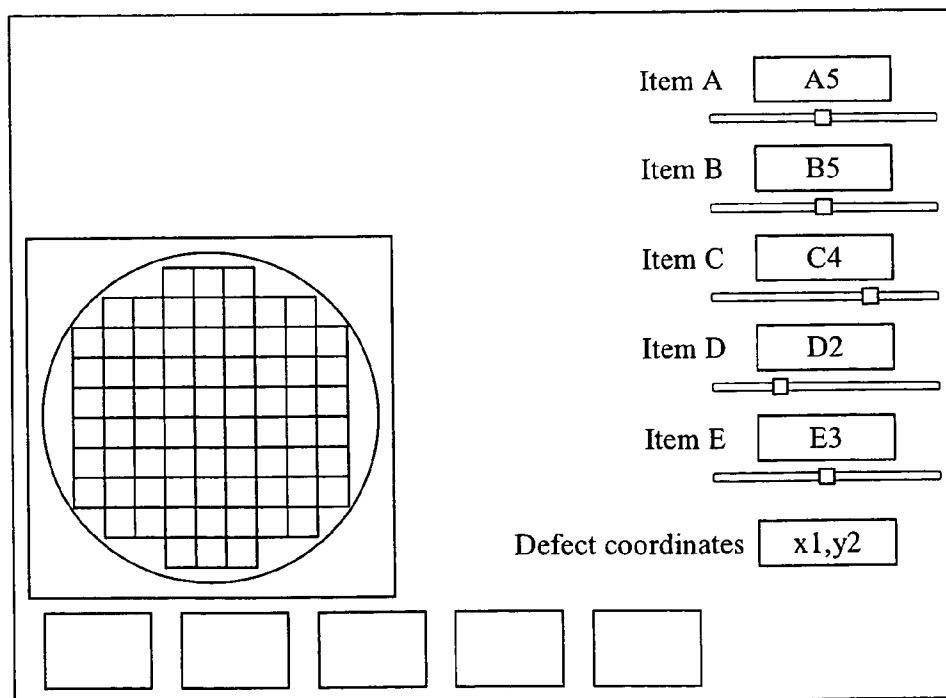 Item A A5
Item B B5
Item C C4
Item D D2
Item E E3
Defect coordinates x1,y2